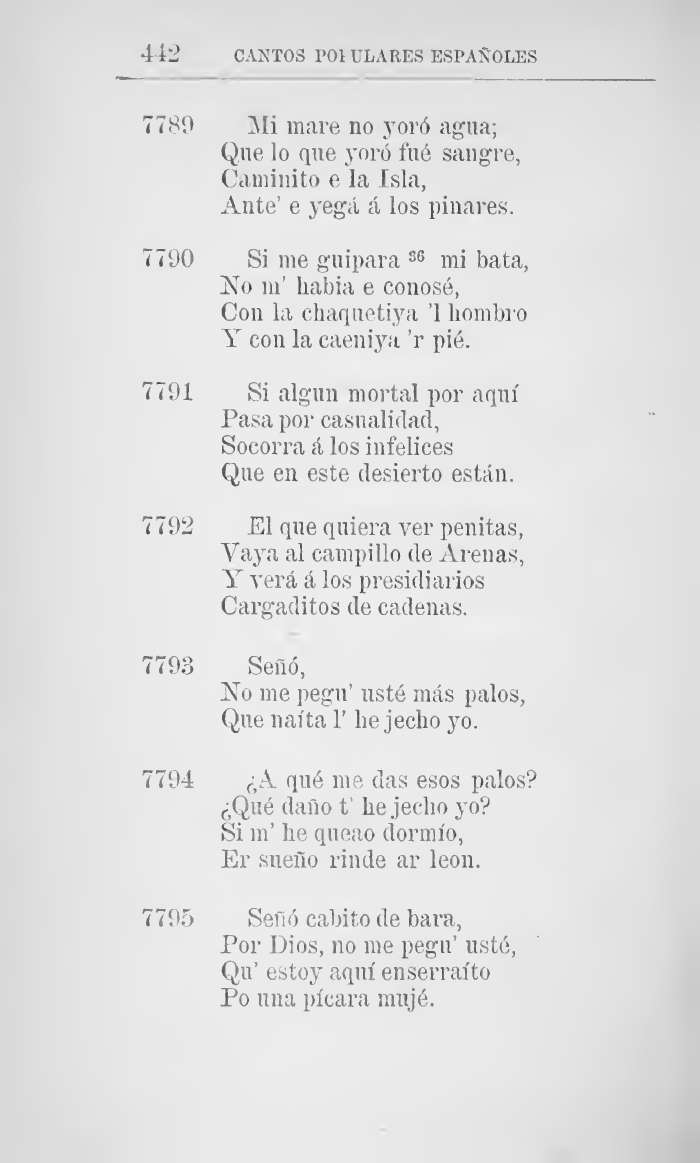 442 CANTOS POPULARES ESPAÑOLES
7789 Mi mare no yoró agua;
Que lo que yoró fué sangre,
Caminito e la Isla,
Ante' e yegá á los pinares.
7790 Si me guipara ³⁶ mi bata,
No m' habia e conosé,
Con la chaquetiya 'l hombro
Y con la caeniya 'r pié.
7791 Si algun mortal por aquí
Pasa por casualidad,
Socorra á los infelices
Que en este desierto están.
7792 El que quiera ver penitas,
Vaya al campillo de Arenas,
Y verá á los presidiarios
Cargaditos de cadenas.
7793 Señó,
No me pegu' usté más palos,
Que naíta l' he jecho yo.
7794 ¿A qué me das esos palos?
¿Qué daño t' he jecho yo?
Si m' he queao dormío,
Er sueño rinde ar leon.
7795 Señó cabito de bara,
Por Dios, no me pegu' usté,
Qu' estoy aquí enserraíto
Po una pícara mujé.